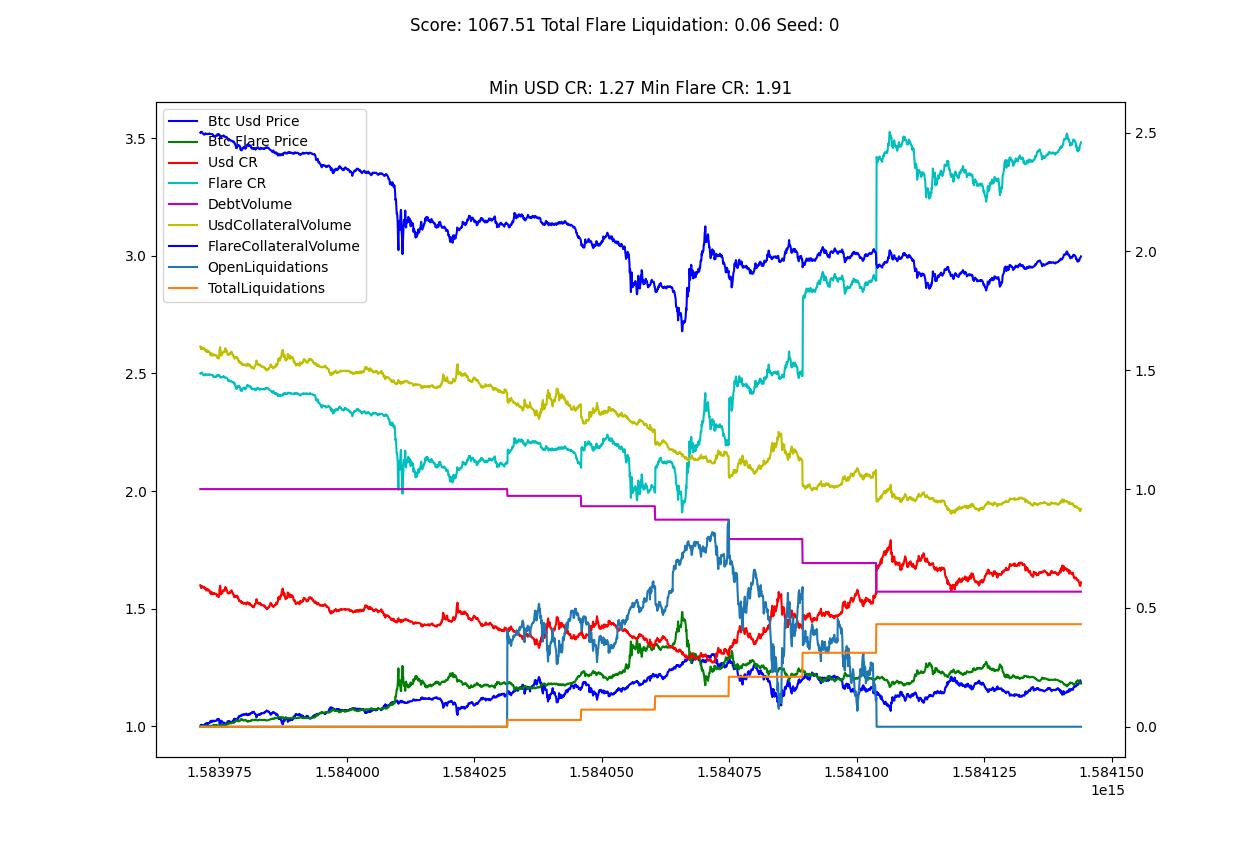 Score: 1067.51 Total Flare Liquidation: 0.06 Seed: 0
Min USD CR: 1.27 Min Flare CR: 1.91
Btc Usd Price
Btc Flare Price
Usd CR
Flare CR
DebtVolume
UsdCollateralVolume
FlareCollateralVolume
OpenLiquidations
TotalLiquidations
3.5
3.0
2.5
2.0
1.5
1.0
2.5
2.0
1.5
1.0
0.5
0.0
1.583975 1.584000 1.584025 1.584050 1.584075 1.584100 1.584125 1.584150
1e15